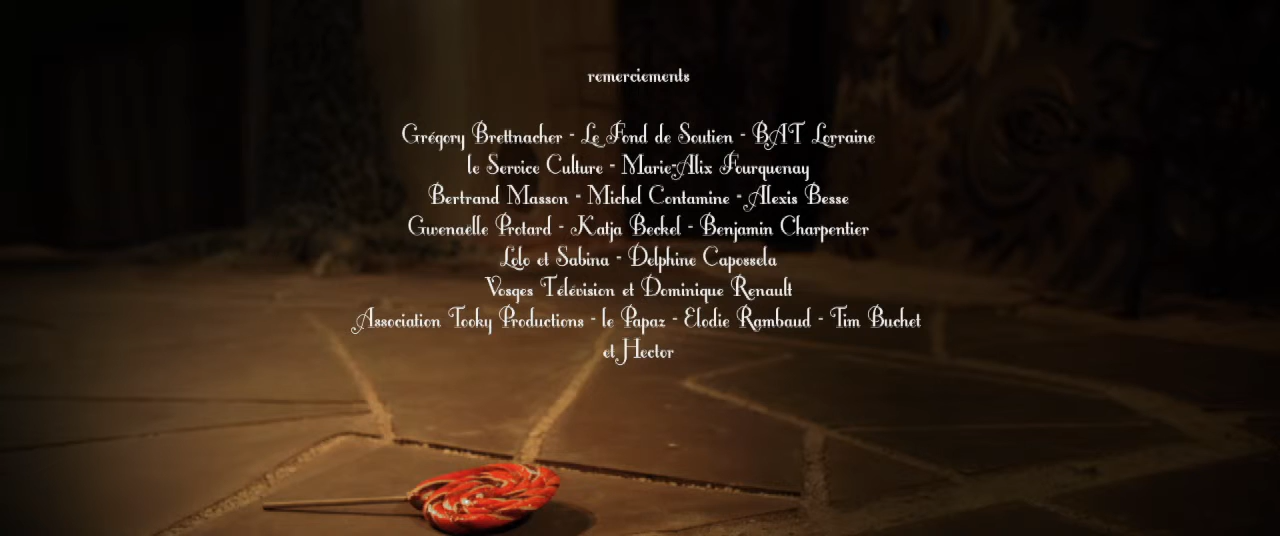 remerciements
Grégory Brettnacher - Le Fond de Soutien - BAT Lorraine
le Service Culture - Marie-Alix Fourquenay
Bertrand Masson - Michel Contamine - Alexis Besse
Gwenaëlle Protard - Katja Beckel - Benjamin Charpentier
Lolo et Sabina - Delphine Capossela
Vosges Télévision et Dominique Renault
Association Tooky Productions - le Papaz - Elodie Rambaud - Tim Buchet
et Hector